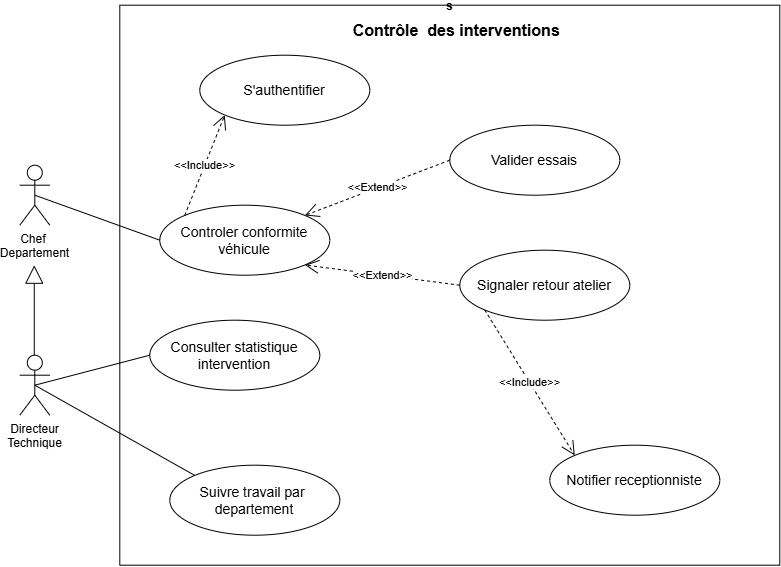 s
Contrôle  des interventions
S'authentifier
<<Include>>
Valider essais
<<Extend>>
Chef
Departement
Controler conformite
véhicule
<<Extend>>
Signaler retour atelier
Consulter statistique
intervention
<<Include>>
Directeur
Technique
Suivre travail par
departement
Notifier receptionniste